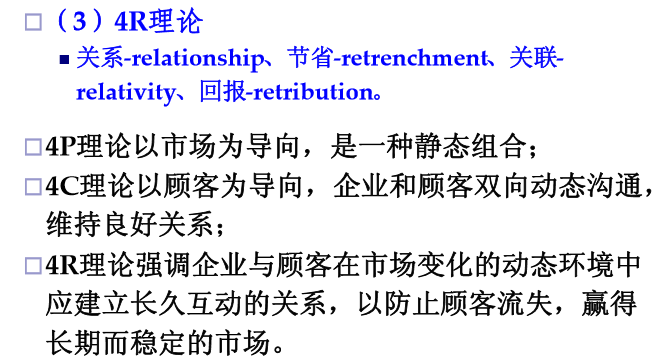 （3）4R理论
关系-relationship、节省-retrenchment、关联-
relativity、回报-retribution。
4P理论以市场为导向，是一种静态组合；
4C理论以顾客为导向，企业和顾客双向动态沟通，
维持良好关系；
4R理论强调企业与顾客在市场变化的动态环境中
应建立长久互动的关系，以防止顾客流失，赢得
长期而稳定的市场。